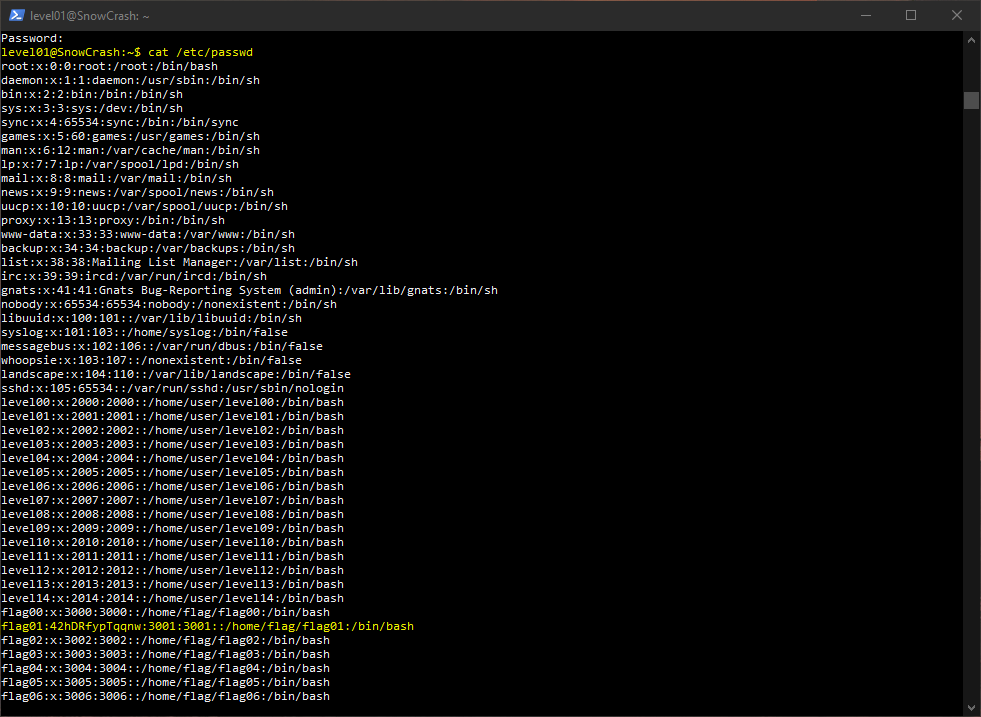 level01@SnowCrash: ~
Password:
level01@SnowCrash:~$ cat /etc/passwd
root:x:0:0:root:/root:/bin/bash
daemon:x:1:1:daemon:/usr/sbin:/bin/sh
bin:x:2:2:bin:/bin:/bin/sh
sys:x:3:3:sys:/dev:/bin/sh
sync:x:4:65534:sync:/bin:/bin/sync
games:x:5:60:games:/usr/games:/bin/sh
man:x:6:12:man:/var/cache/man:/bin/sh
lp:x:7:7:lp:/var/spool/lpd:/bin/sh
mail:x:8:8:mail:/var/mail:/bin/sh
news:x:9:9:news:/var/spool/news:/bin/sh
uucp:x:10:10:uucp:/var/spool/uucp:/bin/sh
proxy:x:13:13:proxy:/bin:/bin/sh
www-data:x:33:33:www-data:/var/www:/bin/sh
backup:x:34:34:backup:/var/backups:/bin/sh
list:x:38:38:Mailing List Manager:/var/list:/bin/sh
irc:x:39:39:ircd:/var/run/ircd:/bin/sh
gnats:x:41:41:Gnats Bug-Reporting System (admin):/var/lib/gnats:/bin/sh
nobody:x:65534:65534:nobody:/nonexistent:/bin/sh
libuuid:x:100:101::/var/lib/libuuid:/bin/sh
syslog:x:101:103::/home/syslog:/bin/false
messagebus:x:102:106::/var/run/dbus:/bin/false
whoopsie:x:103:107::/nonexistent:/bin/false
landscape:x:104:110::/var/lib/landscape:/bin/false
sshd:x:105:65534::/var/run/sshd:/usr/sbin/nologin
level00:x:2000:2000::/home/user/level00:/bin/bash
level01:x:2001:2001::/home/user/level01:/bin/bash
level02:x:2002:2002::/home/user/level02:/bin/bash
level03:x:2003:2003::/home/user/level03:/bin/bash
level04:x:2004:2004::/home/user/level04:/bin/bash
level05:x:2005:2005::/home/user/level05:/bin/bash
level06:x:2006:2006::/home/user/level06:/bin/bash
level07:x:2007:2007::/home/user/level07:/bin/bash
level08:x:2008:2008::/home/user/level08:/bin/bash
level09:x:2009:2009::/home/user/level09:/bin/bash
level10:x:2010:2010::/home/user/level10:/bin/bash
level11:x:2011:2011::/home/user/level11:/bin/bash
level12:x:2012:2012::/home/user/level12:/bin/bash
level13:x:2013:2013::/home/user/level13:/bin/bash
level14:x:2014:2014::/home/user/level14:/bin/bash
flag00:x:3000:3000::/home/flag/flag00:/bin/bash
flag01:42hDRfypTqqnw:3001:3001::/home/flag/flag01:/bin/bash
flag02:x:3002:3002::/home/flag/flag02:/bin/bash
flag03:x:3003:3003::/home/flag/flag03:/bin/bash
flag04:x:3004:3004::/home/flag/flag04:/bin/bash
flag05:x:3005:3005::/home/flag/flag05:/bin/bash
flag06:x:3006:3006::/home/flag/flag06:/bin/bash